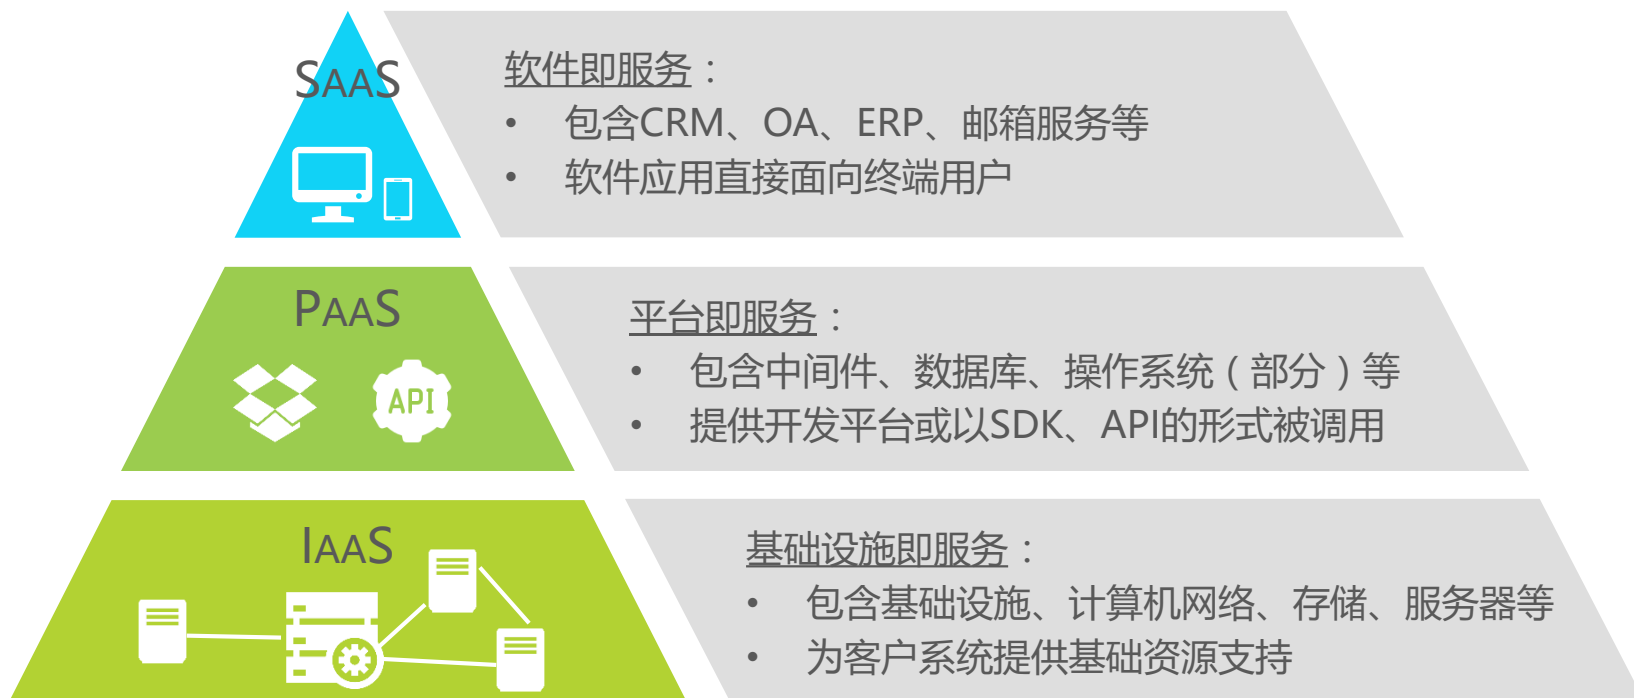 SAAS
软件即服务：
• 包含CRM、OA、ERP、邮箱服务等
• 软件应用直接面向终端用户
PAAS
API
平台即服务：
• 包含中间件、数据库、操作系统（部分）等
• 提供开发平台或以SDK、API的形式被调用
IAAS
基础设施即服务：
• 包含基础设施、计算机网络、存储、服务器等
• 为客户系统提供基础资源支持